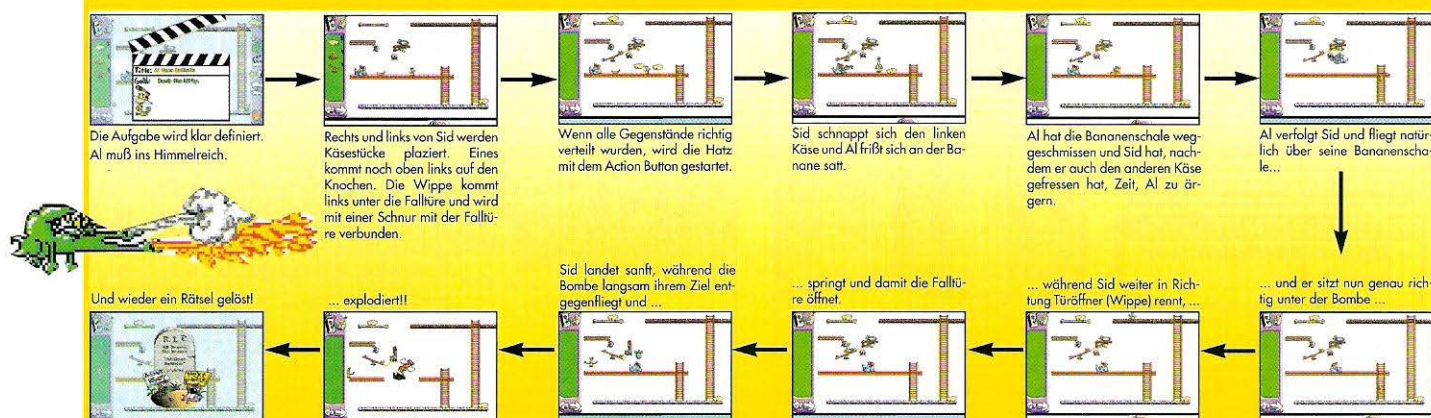 Die Aufgabe wird klar definiert.
Al muß ins Himmelreich.
Rechts und links von Sid werden
Käsestücke plaziert. Eines
kommt noch oben links auf den
Knochen. Die Wippe kommt
links unter die Falltüre und wird
mit einer Schnur mit der Falltü-
re verbunden.
Wenn alle Gegenstände richtig
verteilt wurden, wird die Hatz
mit dem Action Button gestartet.
Sid schnappt sich den linken
Käse und Al frißt sich an der Ba-
nane satt.
Al hat die Bananenschale weg-
geschmissen und Sid hat, nach-
dem er auch den anderen Käse
gefressen hat, Zeit, Al zu är-
gern.
Al verfolgt Sid und fliegt natür-
lich über seine Bananenscha-
le...
... und er sitzt nun genau rich-
tig unter der Bombe ...
... während Sid weiter in Rich-
tung Türöffner (Wippe) rennt, ...
... springt und damit die Falltü-
re öffnet.
Sid landet sanft, während die
Bombe langsam ihrem Ziel ent-
gegenfliegt und ...
... explodiert!!
Und wieder ein Rätsel gelöst!
R.I.P.